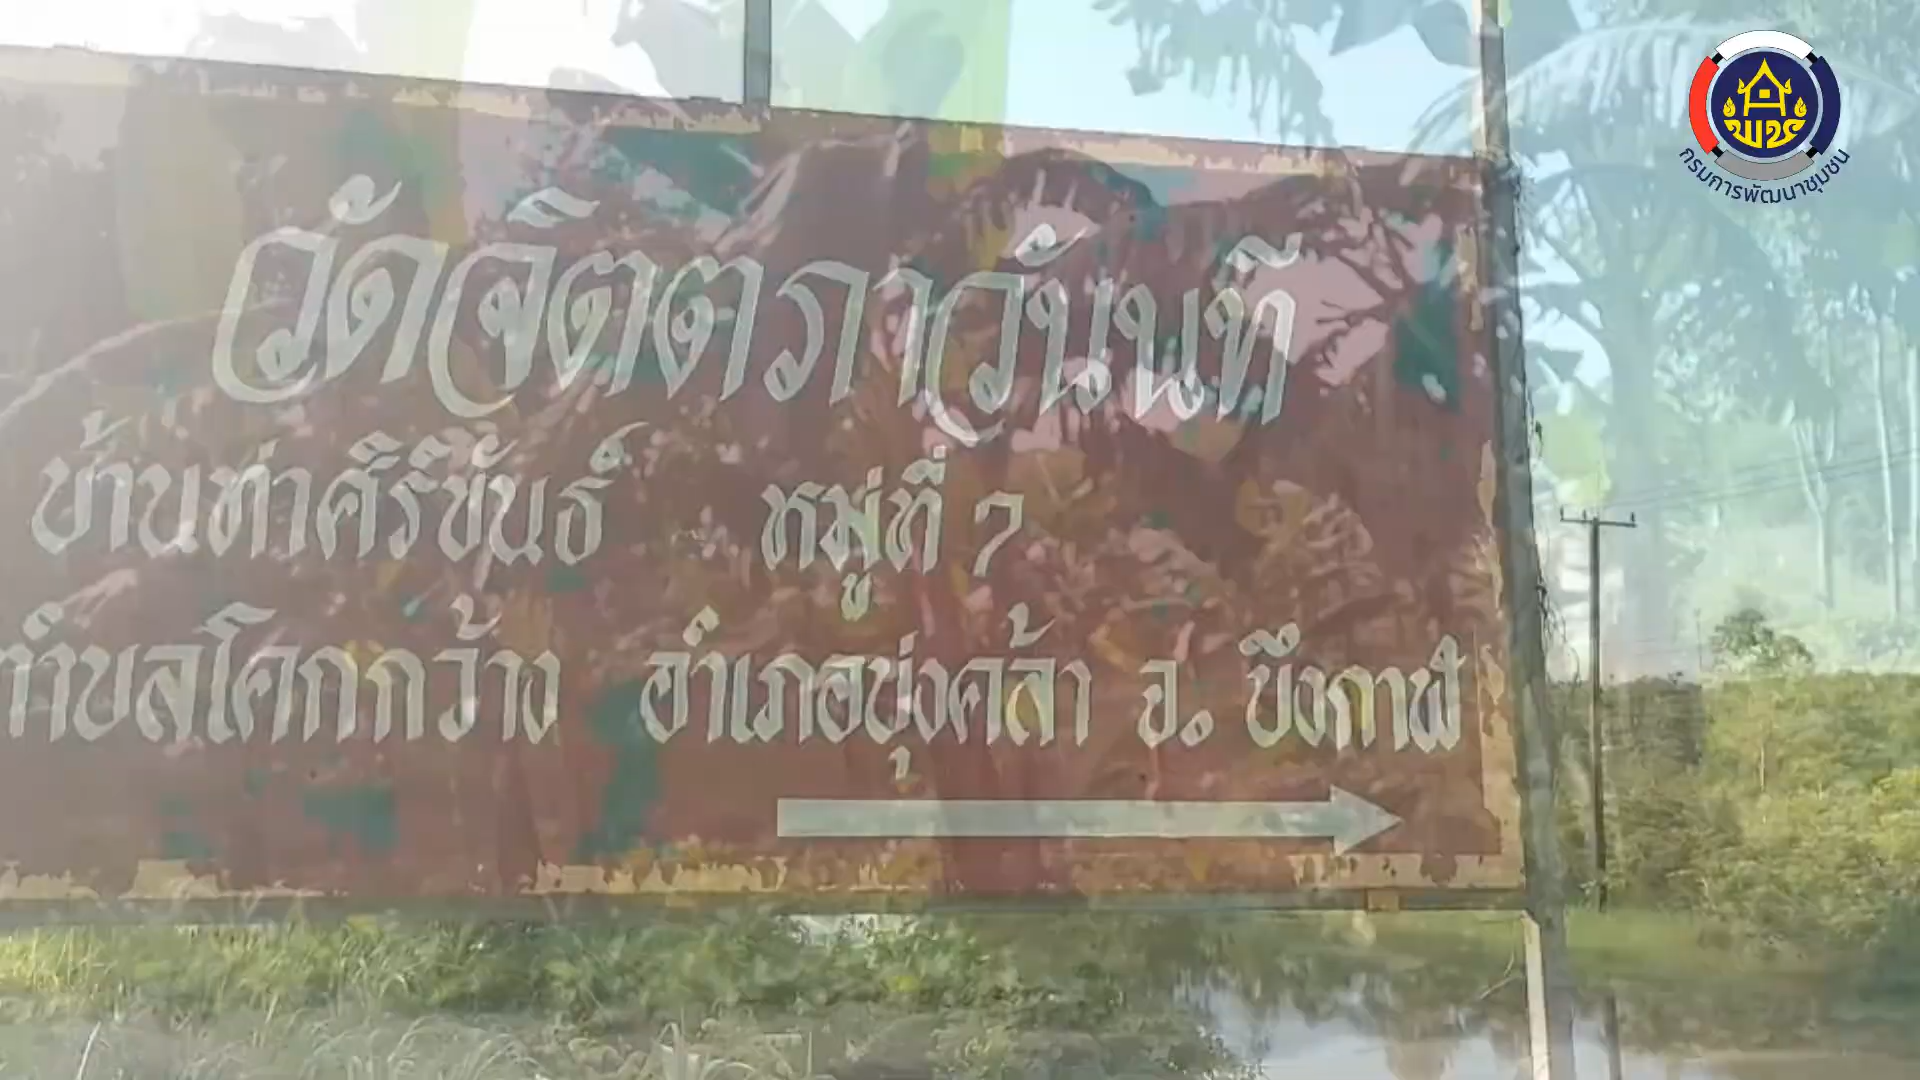 วัดจิตตภาวันนที
บ้านท่าศิริขันธ์ หมู่ที่ ๗
ตำบลโคกกว้าง อำเภอบุ่งคล้า จ. บึงกาฬ
พช
กรมการพัฒนาชุมชน